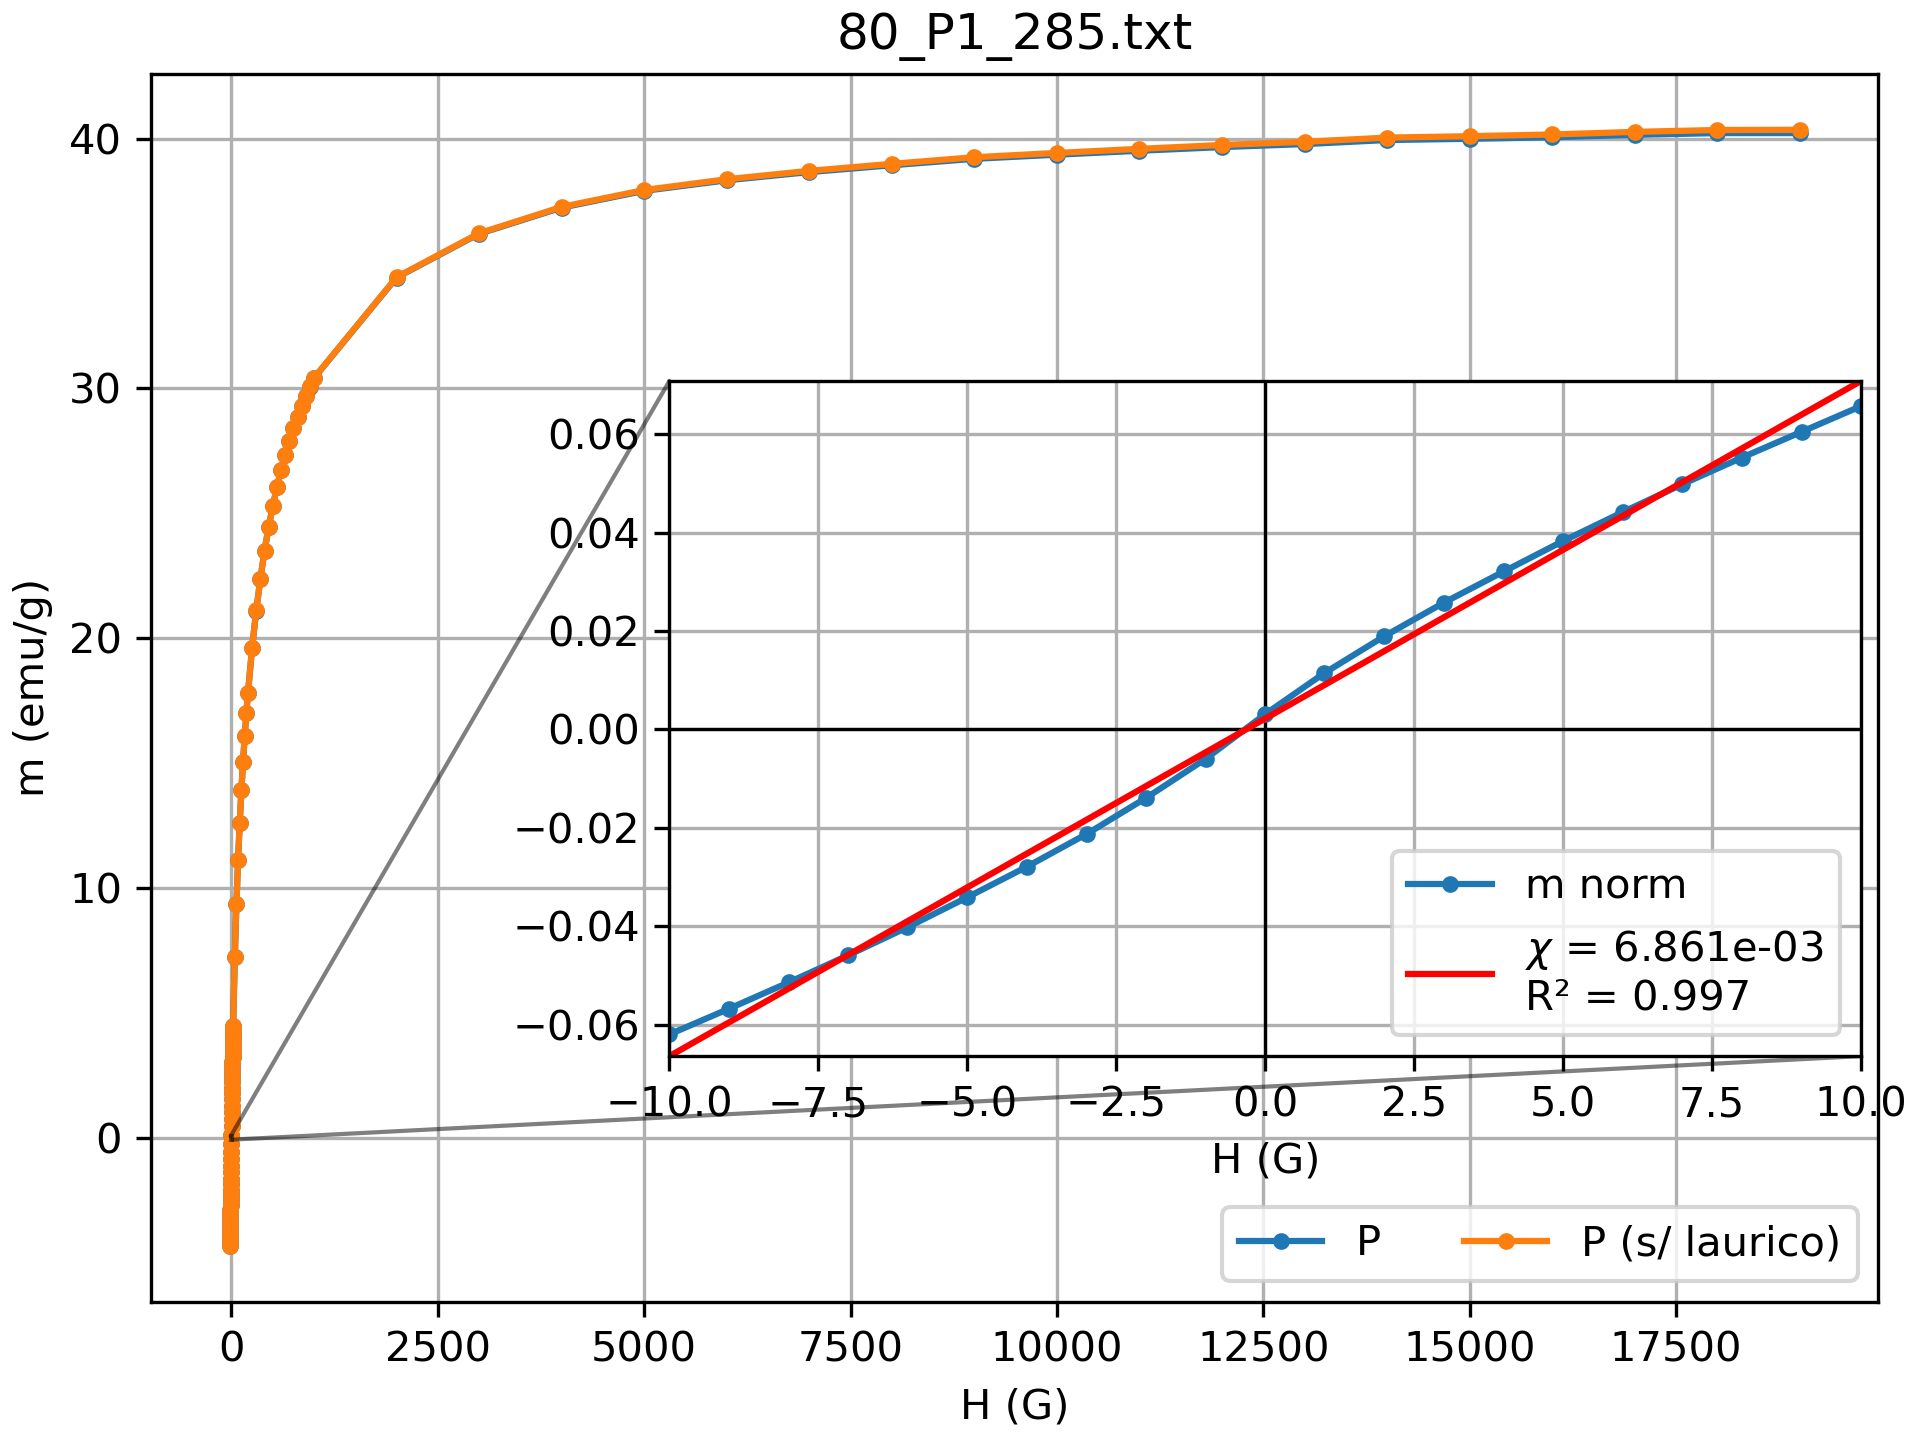 80_P1_285.txt
m (emu/g)
40
30
20
10
0
0.06
0.04
0.02
0.00
−0.02
−0.04
−0.06
m norm
χ = 6.861e-03
R² = 0.997
−10.0 −7.5 −5.0 −2.5 0.0 2.5 5.0 7.5 10.0
H (G)
P P (s/ laurico)
0 2500 5000 7500 10000 12500 15000 17500
H (G)